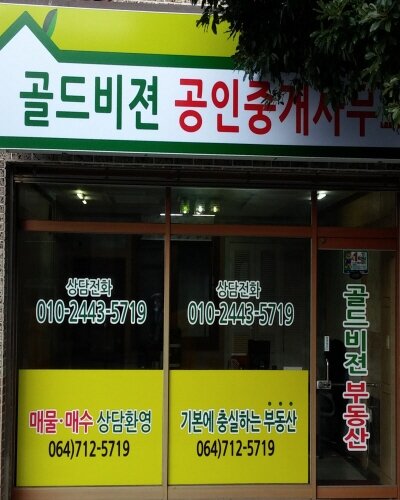 골드비젼 공인중개사무소
상담전화
010-2443-5719
상담전화
010-2443-5719
매물·매수 상담환영
064)712-5719
기본에 충실하는 부동산
064)712-5719
골드비젼 부동산